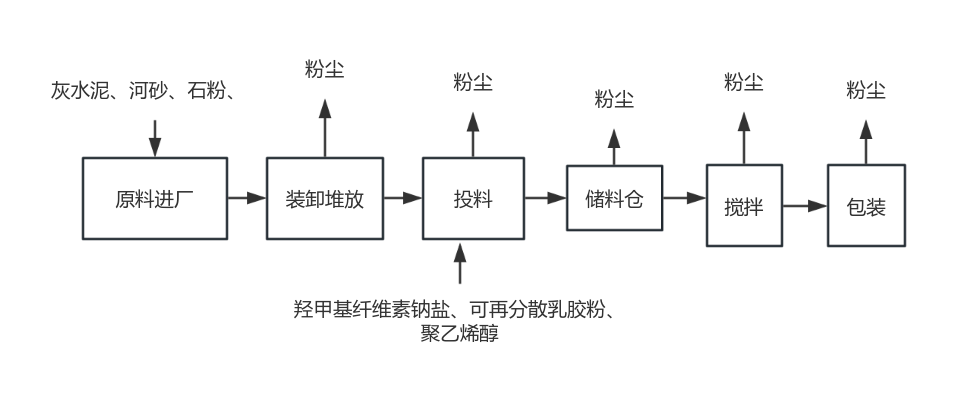 粉尘
灰水泥、河砂、石粉、
粉尘
粉尘
粉尘
粉尘
原料进厂
装卸堆放
投料
储料仓
搅拌
包装
羟甲基纤维素钠盐、可再分散乳胶粉、
聚乙烯醇